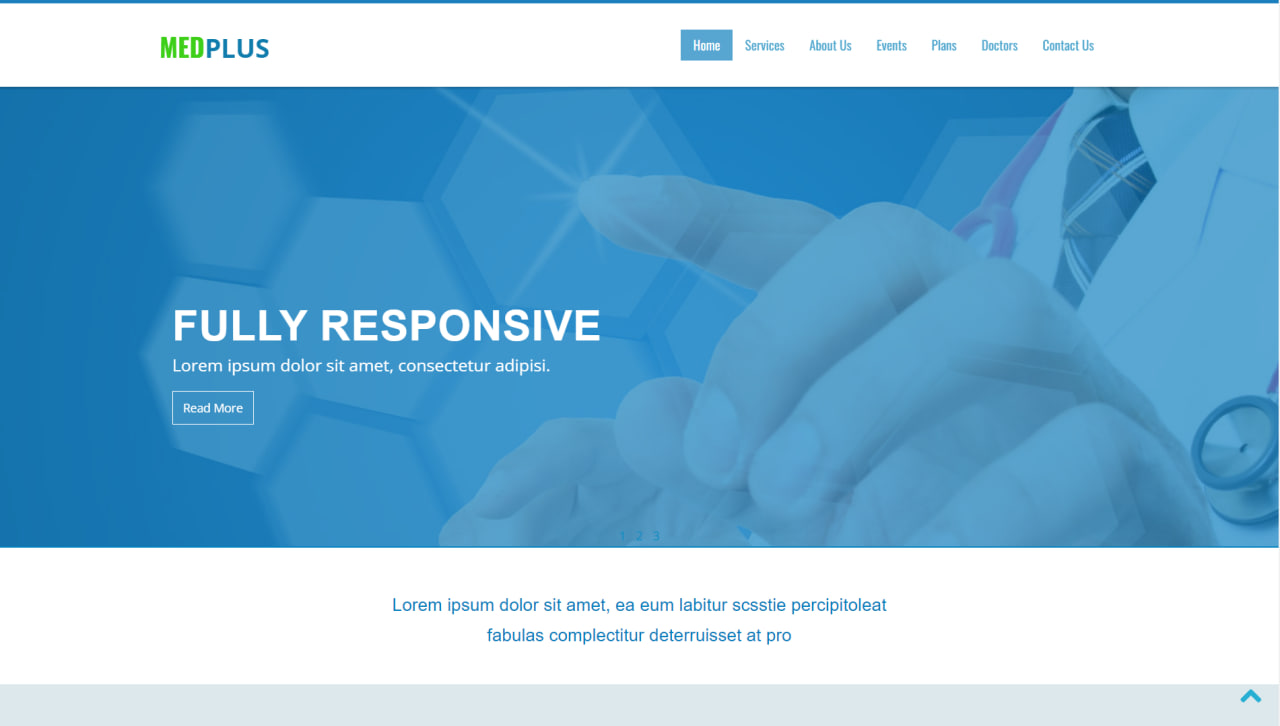 MEDPLUS
Home Services About Us Events Plans Doctors Contact Us
FULLY RESPONSIVE
Lorem ipsum dolor sit amet, consectetur adipisi.
Read More
1 2 3
Lorem ipsum dolor sit amet, ea eum labitur scsstie percipitoleat
fabulas complectitur deterruisset at pro